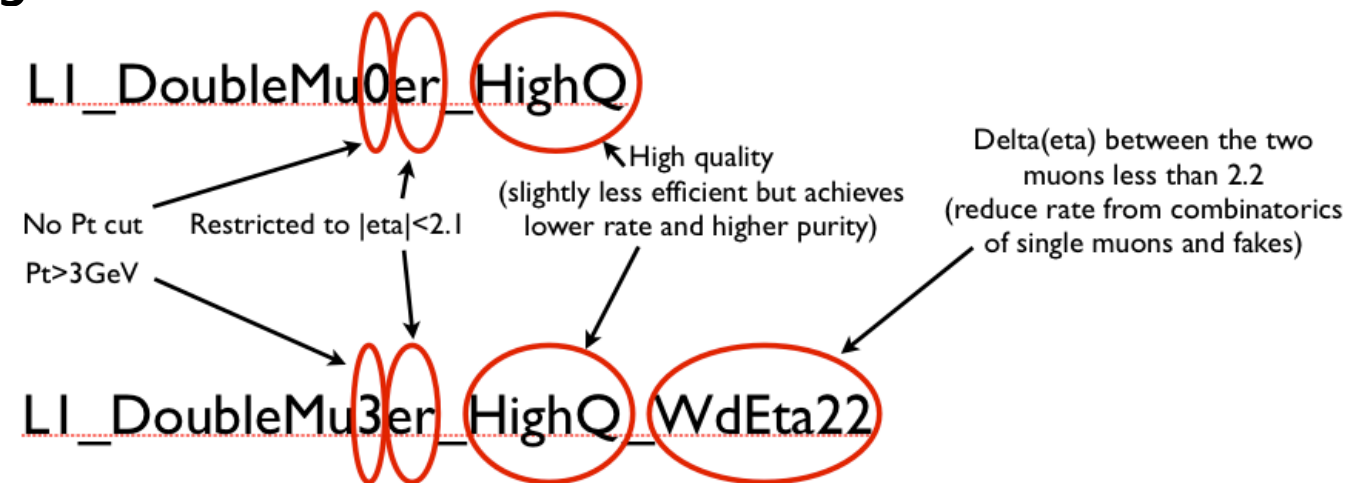 L1_DoubleMu0er_HighQ
High quality
(slightly less efficient but achieves
lower rate and higher purity)
Delta(eta) between the two
muons less than 2.2
(reduce rate from combinatorics
of single muons and fakes)
No Pt cut
Restricted to |eta|<2.1
Pt>3GeV
L1_DoubleMu3er_HighQ_WdEta22